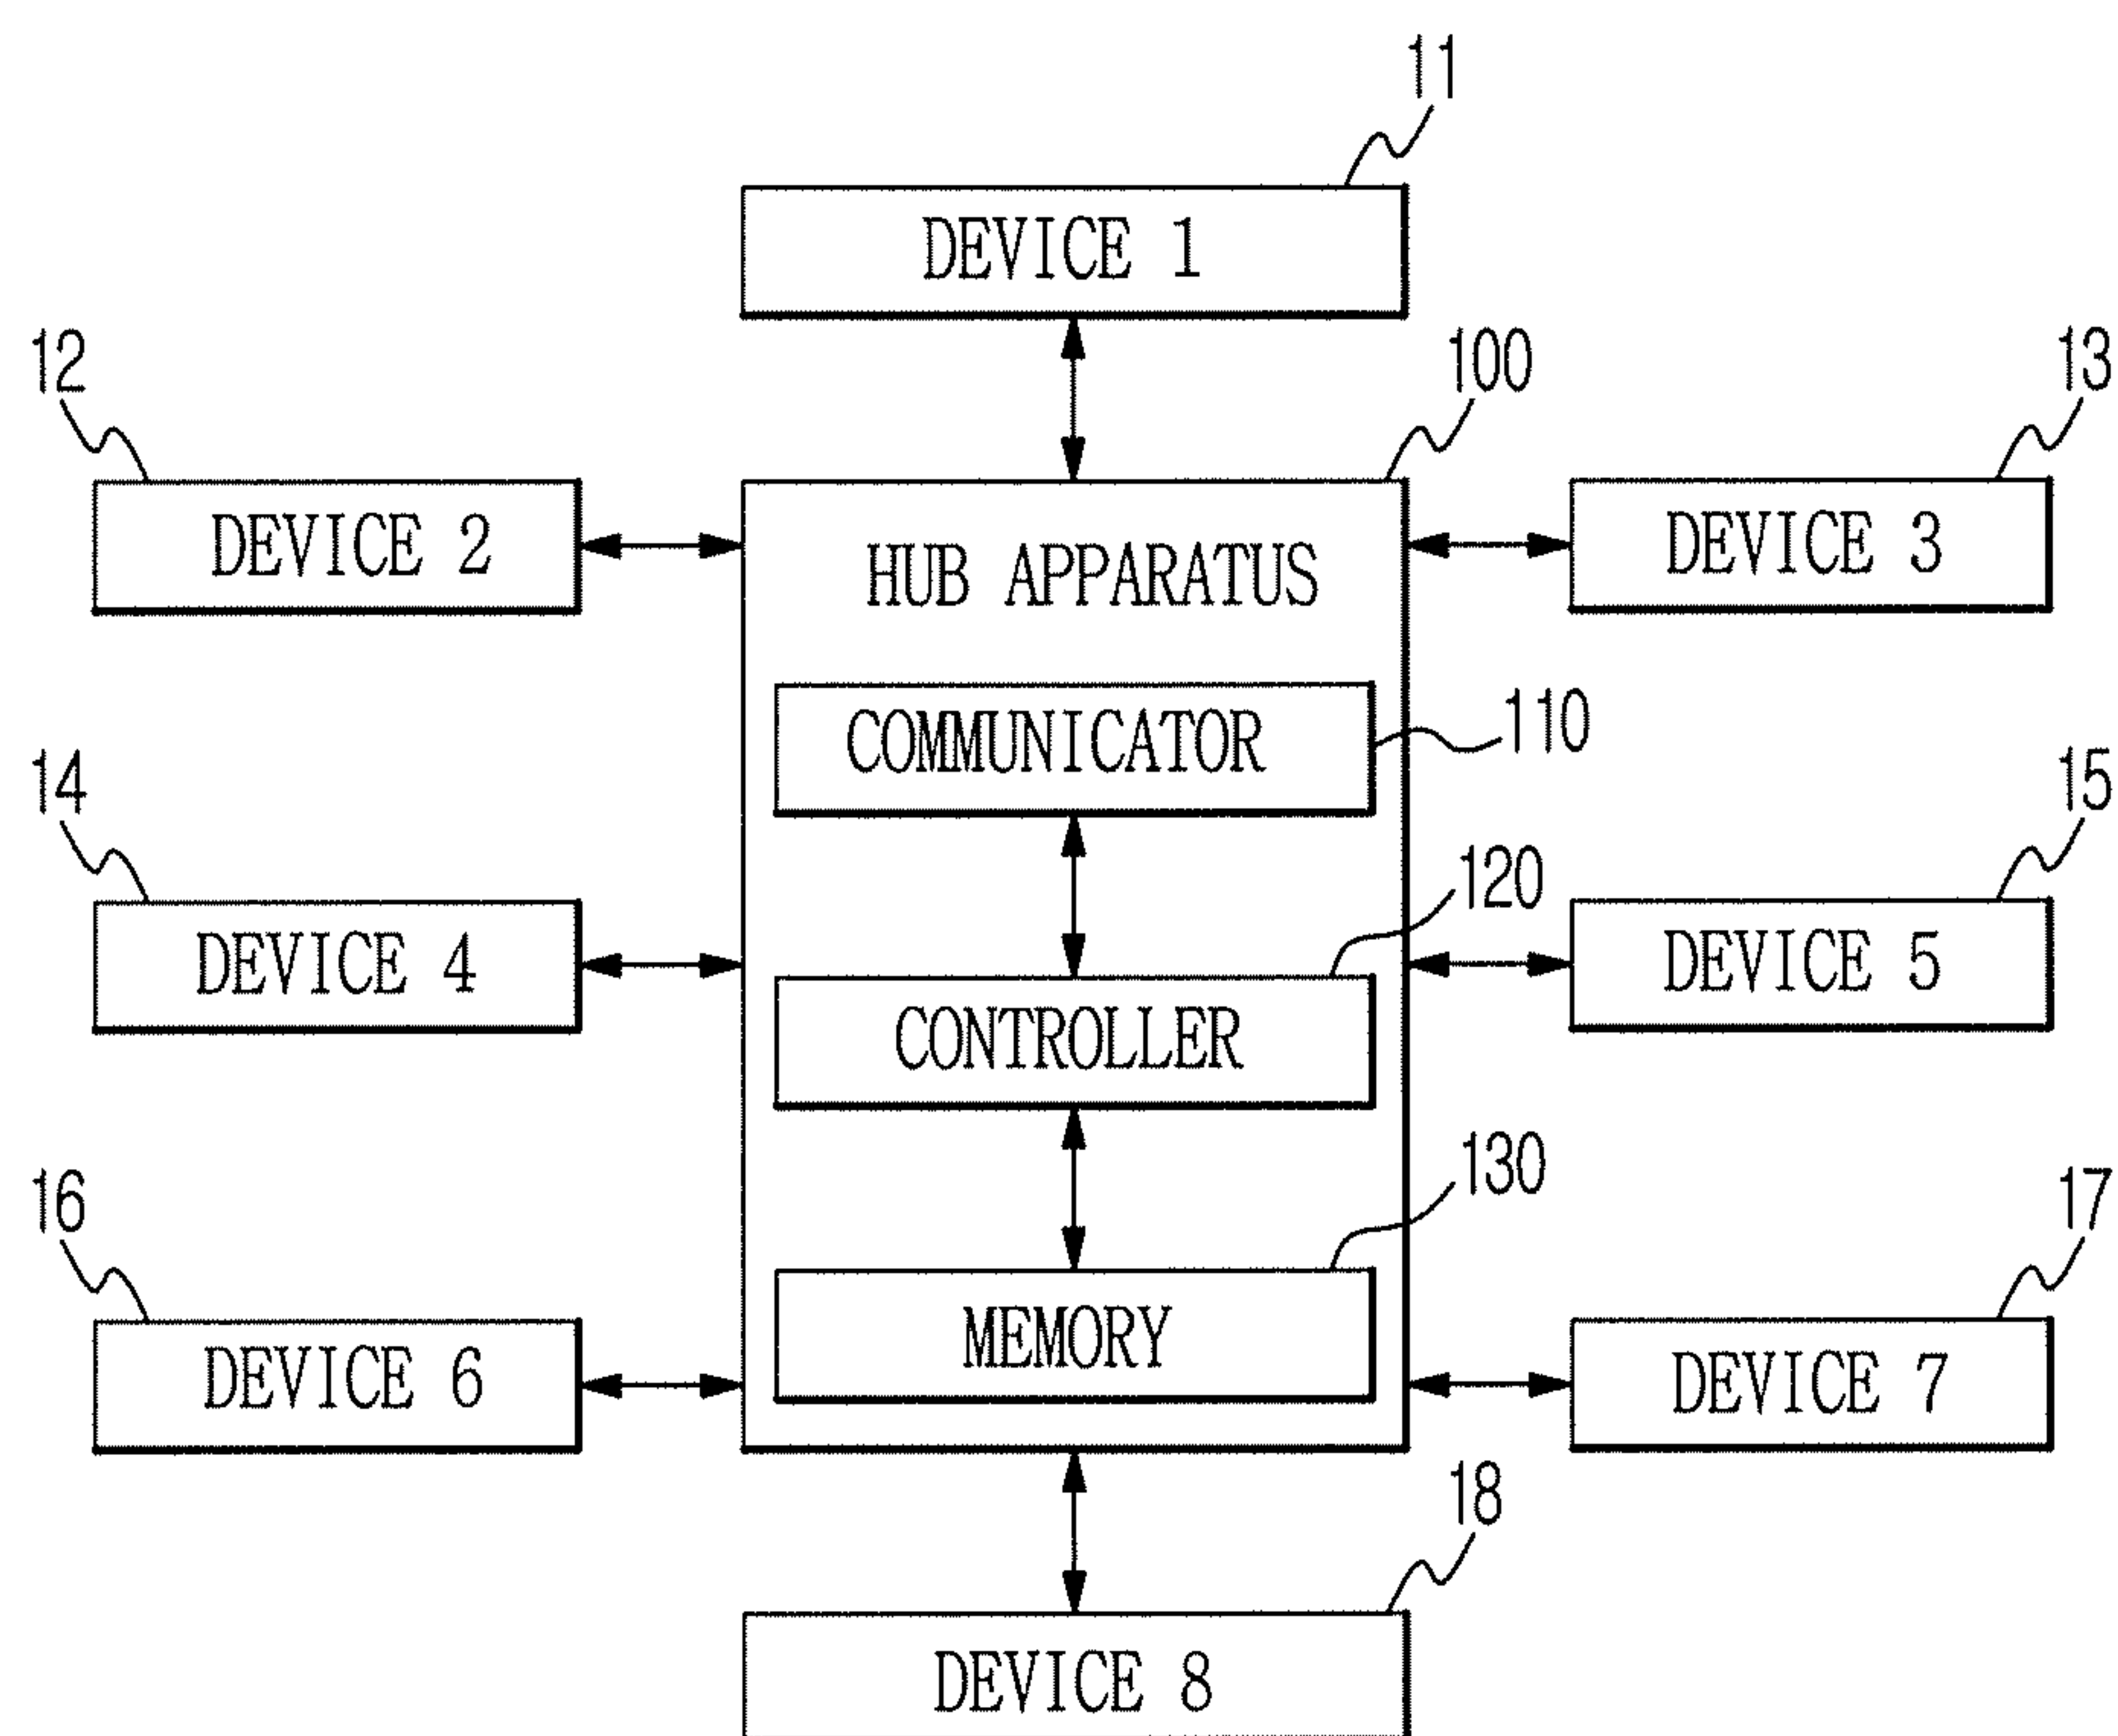 11
DEVICE 1
12
100
13
DEVICE 2
HUB APPARATUS
DEVICE 3
COMMUNICATOR
110
14
15
120
DEVICE 4
CONTROLLER
DEVICE 5
130
16
17
DEVICE 6
MEMORY
DEVICE 7
18
DEVICE 8